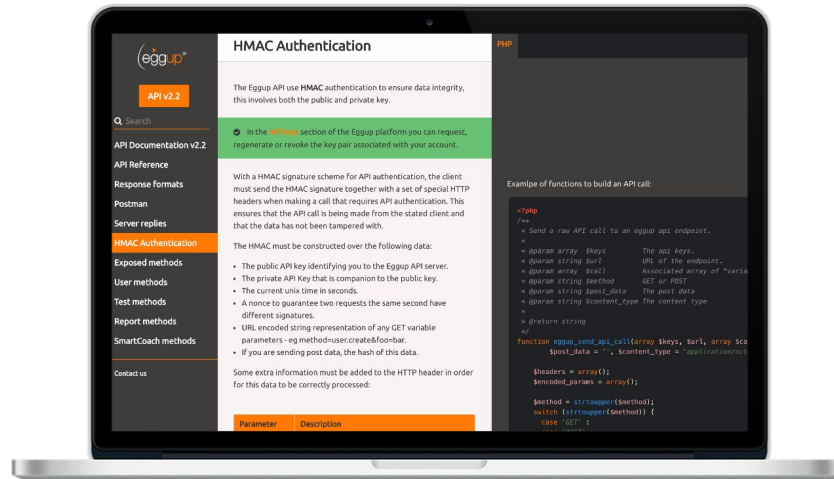 (eggup®
API v2.2
Search
API Documentation v2.2
API Reference
Response formats
Postman
Server replies
HMAC Authentication
Exposed methods
User methods
Test methods
Report methods
SmartCoach methods
Contact us
HMAC Authentication
The Eggup API use HMAC authentication to ensure data integrity,
this involves both the public and private key.
In the API keys section of the Eggup platform you can request,
regenerate or revoke the key pair associated with your account.
With a HMAC signature scheme for API authentication, the client
must send the HMAC signature together with a set of special HTTP
headers when making a call that requires API authentication. This
ensures that the API call is being made from the stated client and
that the data has not been tampered with.
The HMAC must be constructed over the following data:
• The public API key identifying you to the Eggup API server.
• The private API Key that is companion to the public key.
• The current unix time in seconds.
• A nonce to guarantee two requests the same second have
different signatures.
• URL encoded string representation of any GET variable
parameters - eg method=user.create&foo=bar.
• If you are sending post data, the hash of this data.
Some extra information must be added to the HTTP header in order
for this data to be correctly processed:
Parameter Description
PHP
Examlpe of functions to build an API call:
<?php
/**
* Send a raw API call to an oggup api endpoint.
*
* @param array $keys The api keys.
* @param string $url URL of the endpoint.
* @param array $call Associated array of "varia
* @param string $method GET or POST
* @param string $post_data The post data
* @param string $content_type The content type
*
* @return string
*/
function eggup_send_api_call(array $keys, $url, array $ca
$post_data = '', $content_type = 'application/oct
$headers = array();
$encoded_params = array();
$method = strtoupper($method);
switch (strtoupper($method)) {
case 'GET' :